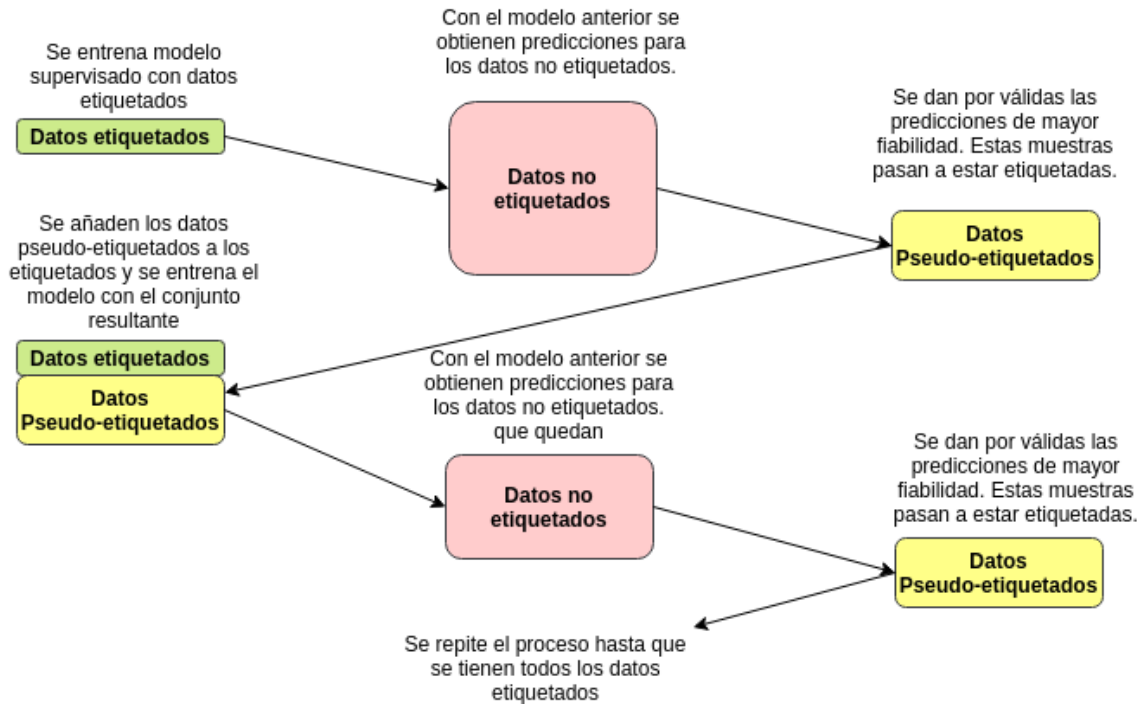 Se entrena modelo
supervisado con datos
etiquetados
Datos etiquetados
Con el modelo anterior se
obtienen predicciones para
los datos no etiquetados.
Datos no
etiquetados
Se dan por válidas las
predicciones de mayor
fiabilidad. Estas muestras
pasan a estar etiquetadas.
Datos
Pseudo-etiquetados
Se añaden los datos
pseudo-etiquetados a los
etiquetados y se entrena el
modelo con el conjunto
resultante
Datos etiquetados
Datos
Pseudo-etiquetados
Con el modelo anterior se
obtienen predicciones para
los datos no etiquetados.
que quedan
Datos no
etiquetados
Se dan por válidas las
predicciones de mayor
fiabilidad. Estas muestras
pasan a estar etiquetadas.
Datos
Pseudo-etiquetados
Se repite el proceso hasta que
se tienen todos los datos
etiquetados